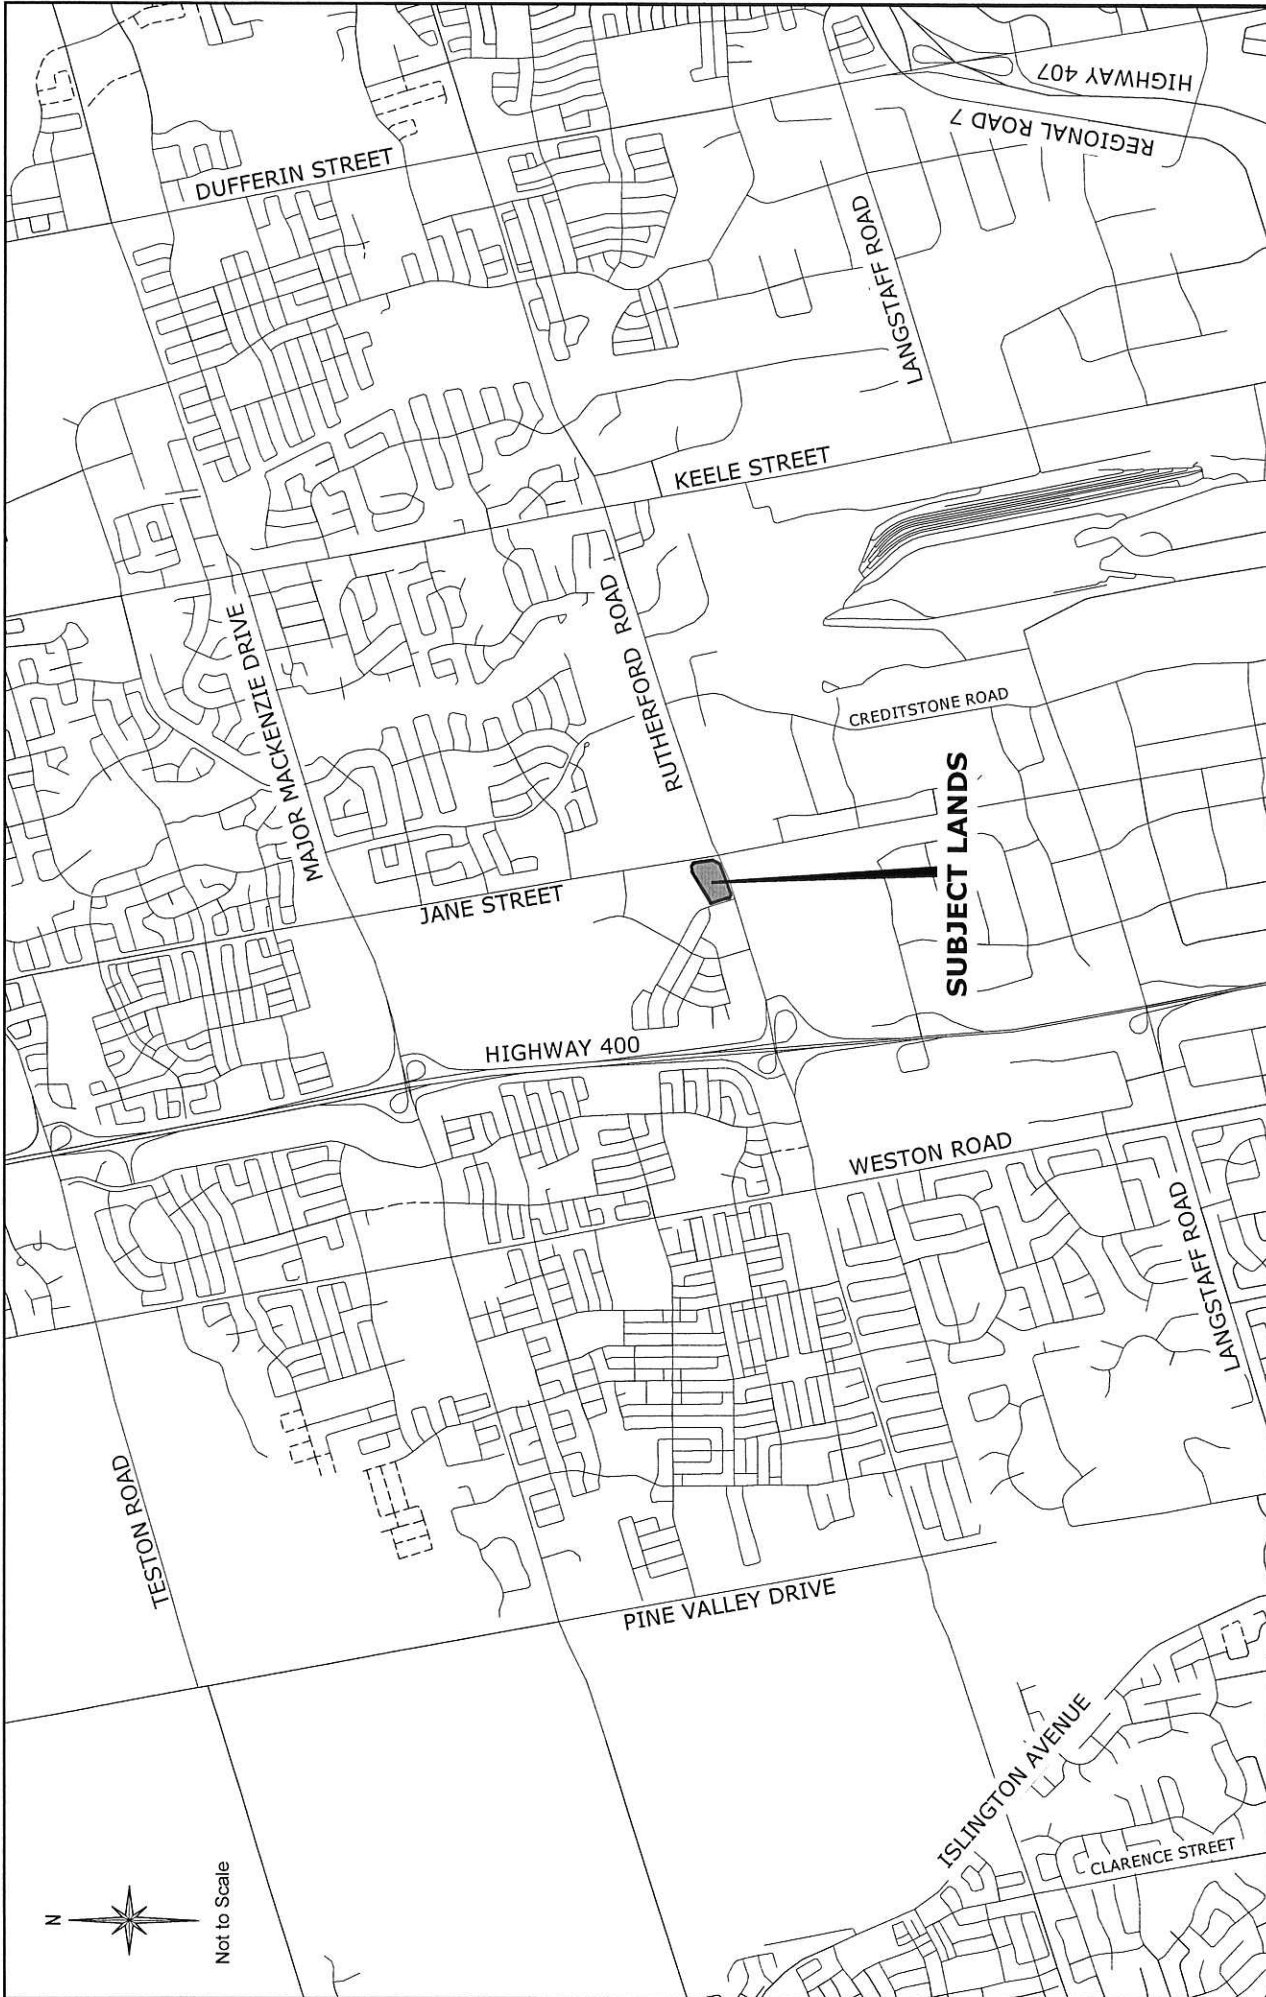 N
Not to Scale
TESTON ROAD
PINE VALLEY DRIVE
ISLINGTON AVENUE
CLARENCE STREET
LANGSTAFF ROAD
WESTON ROAD
HIGHWAY 400
JANE STREET
MAJOR MACKENZIE DRIVE
RUTHERFORD ROAD
SUBJECT LANDS
CREDITSTONE ROAD
KEELE STREET
LANGSTAFF ROAD
DUFFERIN STREET
REGIONAL ROAD 7
HIGHWAY 407